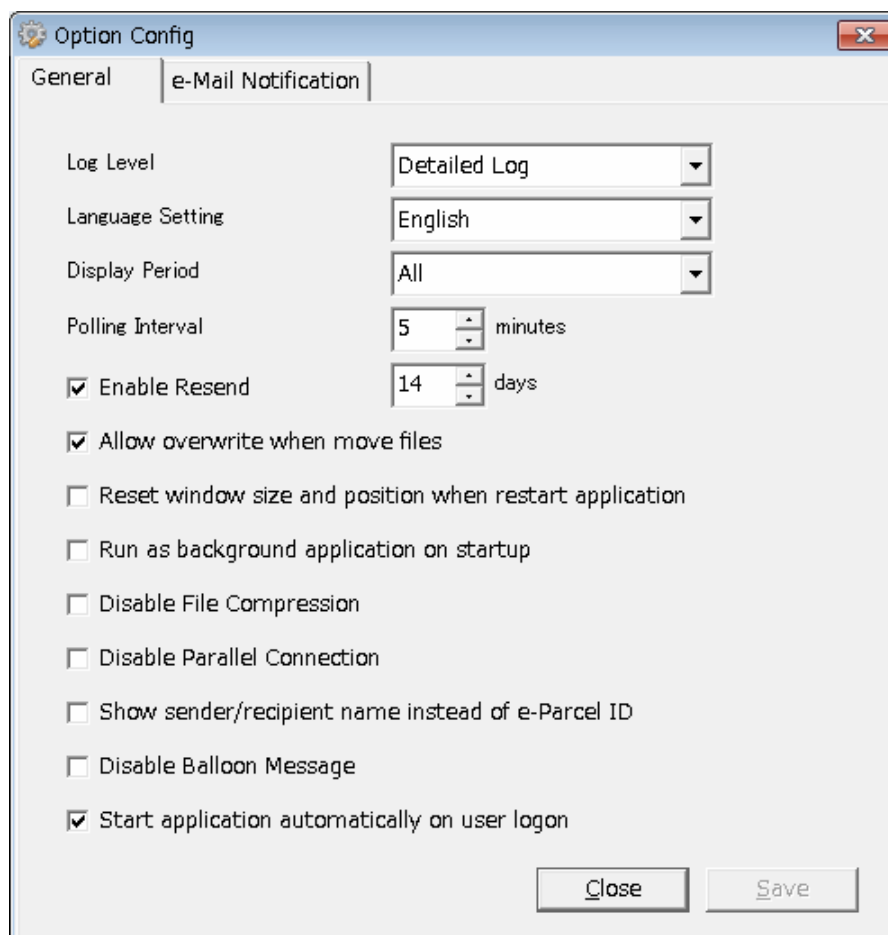 Option Config
General e-Mail Notification
Log Level Detailed Log
Language Setting English
Display Period All
Polling Interval 5 minutes
Enable Resend 14 days
Allow overwrite when move files
Reset window size and position when restart application
Run as background application on startup
Disable File Compression
Disable Parallel Connection
Show sender/recipient name instead of e-Parcel ID
Disable Balloon Message
Start application automatically on user logon
Close Save